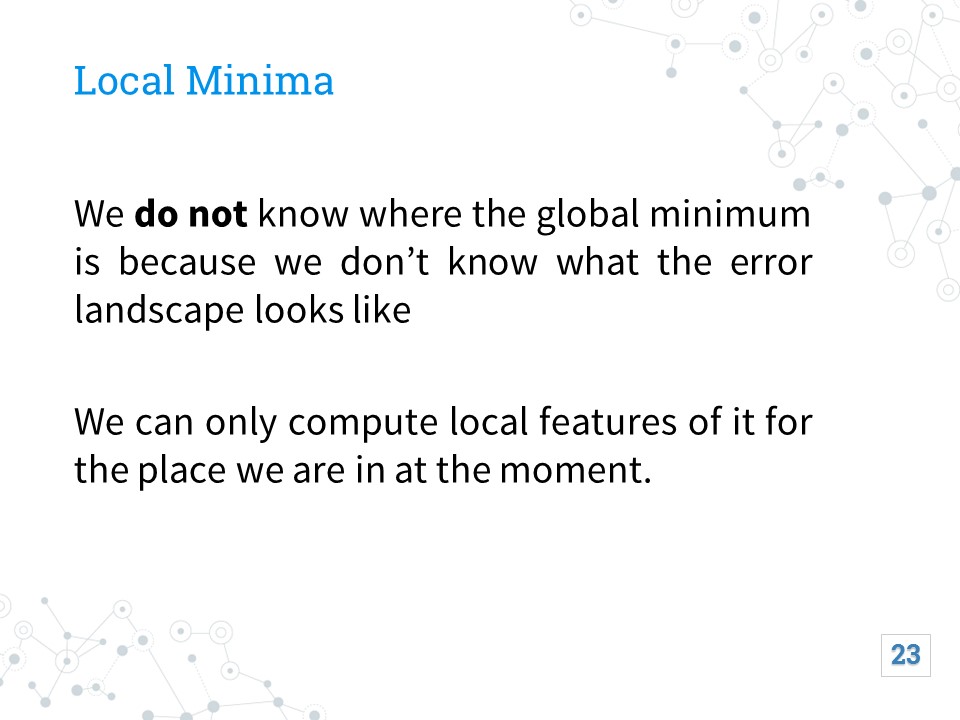 Local Minima
We do not know where the global minimum
is because we don’t know what the error
landscape looks like
We can only compute local features of it for
the place we are in at the moment.
23